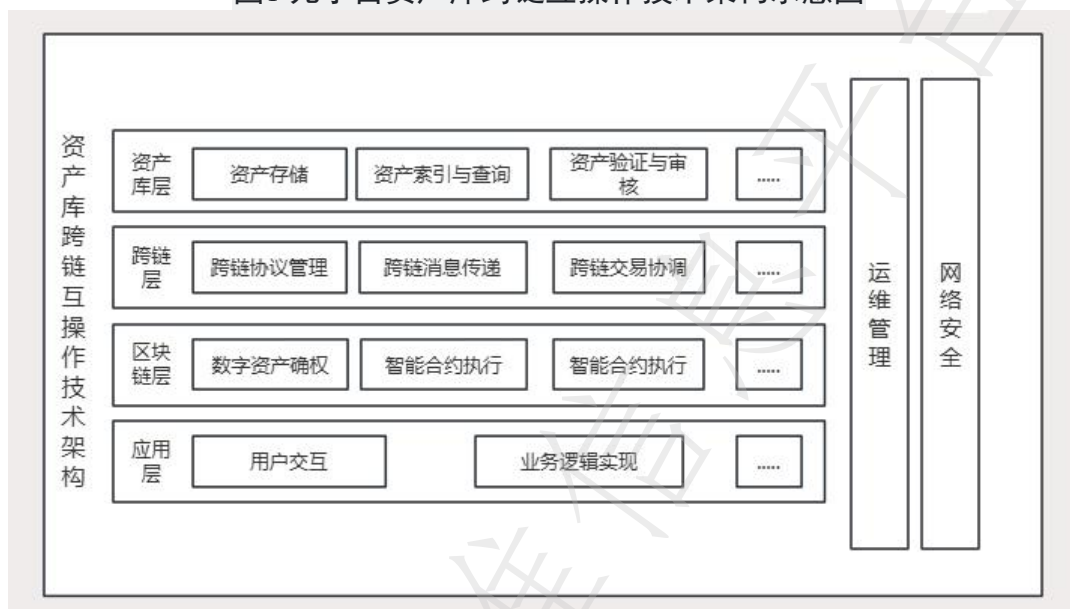 资产库跨链互操作技术架构
资产
库层
资产存储
资产索引与查询
资产验证与审
核
.....
跨链
层
跨链协议管理
跨链消息传递
跨链交易协调
.....
区块
链层
数字资产确权
智能合约执行
智能合约执行
.....
应用
层
用户交互
业务逻辑实现
.....
运维管理
网络安全